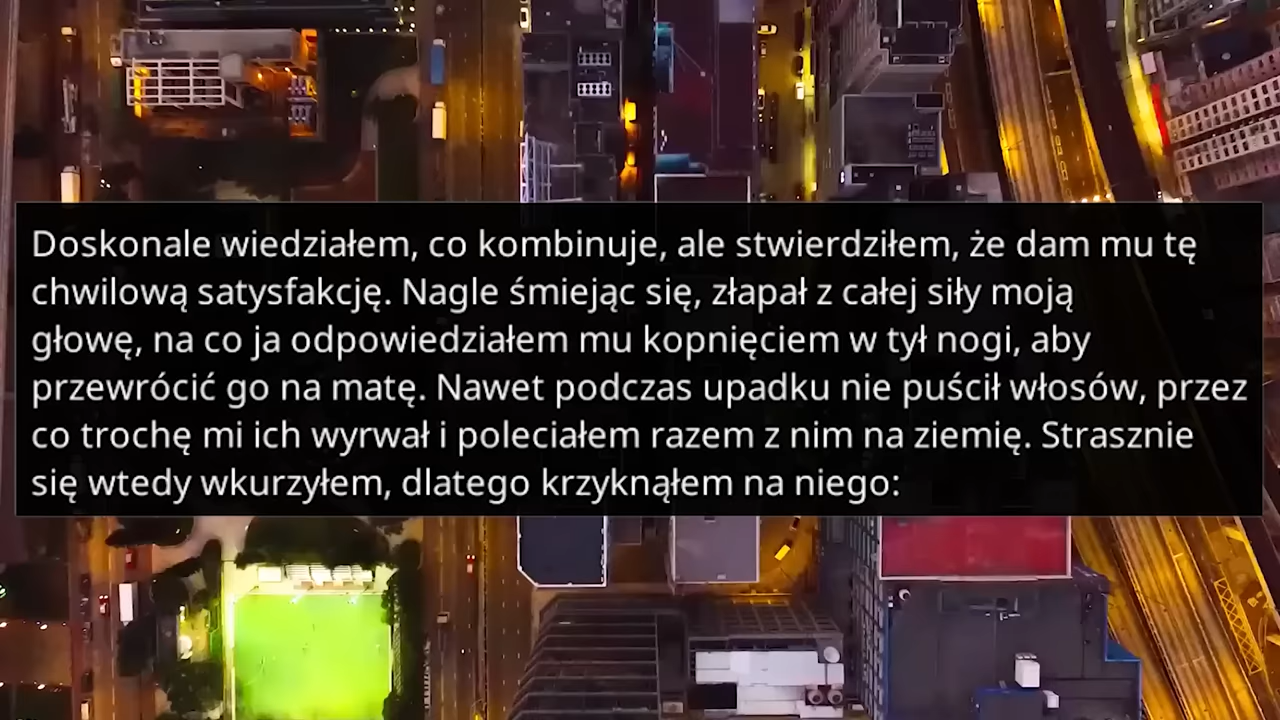 Doskonale wiedziałem, co kombinuje, ale stwierdziłem, że dam mu tę
chwilową satysfakcję. Nagle śmiejąc się, złapał z całej siły moją
głowę, na co ja odpowiedziałem mu kopnięciem w tył nogi, aby
przewrócić go na matę. Nawet podczas upadku nie puścił włosów, przez
co trochę mi ich wyrwał i poleciałem razem z nim na ziemię. Strasznie
się wtedy wkurzyłem, dlatego krzyknąłem na niego: